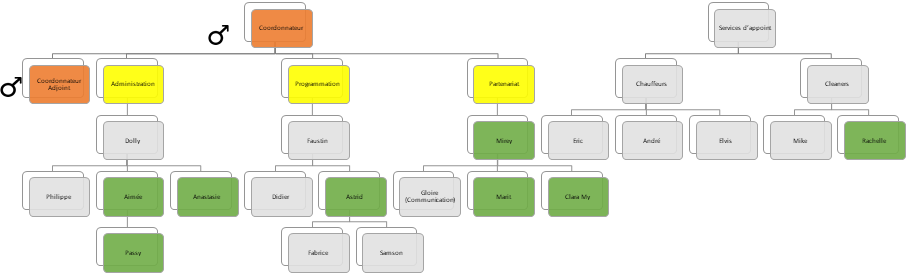 Coordonnateur
Services d'appoint
Coordonnateur
Adjoint
Administration
Programmation
Partenariat
Chauffeurs
Cleaners
Dolly
Faustin
Mirey
Eric
André
Elvis
Mike
Rachelle
Philippe
Aimée
Anastasie
Didier
Astrid
Gloire
(Communication)
Marit
Clara My
Passy
Fabrice
Samson